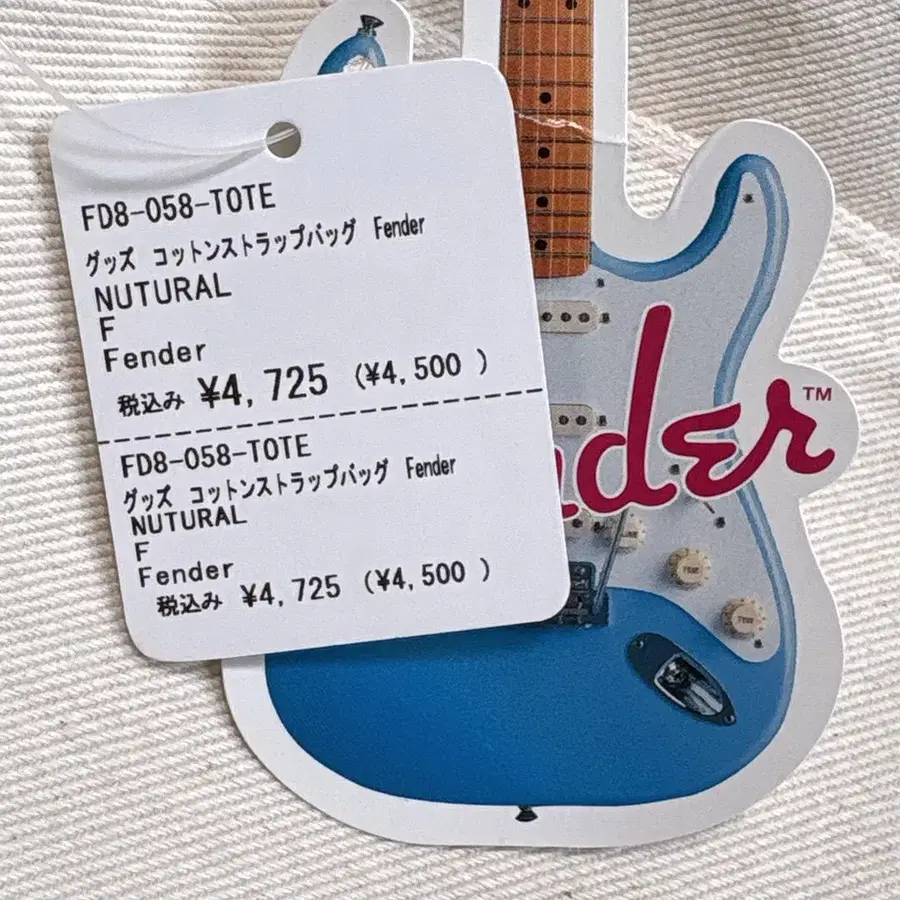 FD8-058-TOTE
グッズ コットンストラップバッグ Fender
NUTURAL
F
Fender
税込み ¥4,725 (¥4,500 )
FD8-058-TOTE
グッズ コットンストラップバッグ Fender
NUTURAL
F
Fender
税込み ¥4,725 (¥4,500 )
nder™
TONE